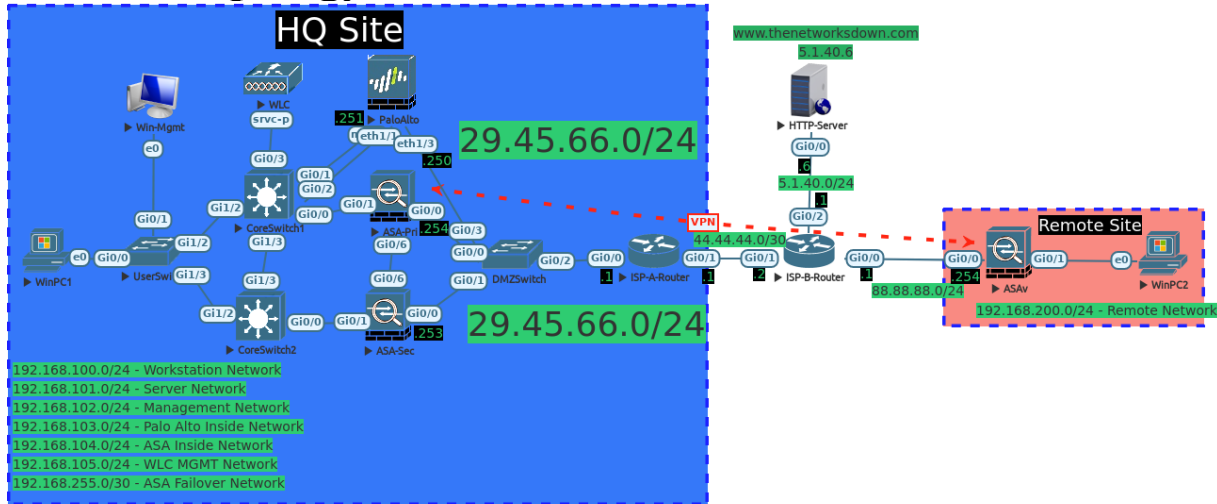 HQ Site
www.thenetworksdown.com
5.1.40.6
WLC
srvc-p
Win-Mgmt
e0
.251
PaloAlto
eth1/1
eth1/3
.250
29.45.66.0/24
HTTP-Server
Gi0/0
.6
5.1.40.0/24
.1
Gi0/2
Gi0/3
Gi0/1
Gi0/2
Gi1/2
Gi0/0
CoreSwitch1
Gi0/1
Gi0/0
ASA-Pri
.254
Gi0/3
VPN
44.44.44.0/30
Remote Site
Gi0/1
Gi1/2
e0
Gi0/0
UserSwi
WinPC1
Gi1/3
Gi1/3
Gi0/6
Gi0/0
Gi0/2
DMZSwitch
Gi0/0
.1
ISP-A-Router
Gi0/1
.1
Gi0/1
.2
ISP-B-Router
Gi0/0
.1
88.88.88.0/24
Gi0/0
.254
ASAv
Gi0/1
e0
WinPC2
192.168.200.0/24 - Remote Network
Gi0/6
Gi0/1
Gi1/2
Gi0/0
Gi0/1
Gi0/0
.253
CoreSwitch2
ASA-Sec
29.45.66.0/24
192.168.100.0/24 - Workstation Network
192.168.101.0/24 - Server Network
192.168.102.0/24 - Management Network
192.168.103.0/24 - Palo Alto Inside Network
192.168.104.0/24 - ASA Inside Network
192.168.105.0/24 - WLC MGMT Network
192.168.255.0/30 - ASA Failover Network